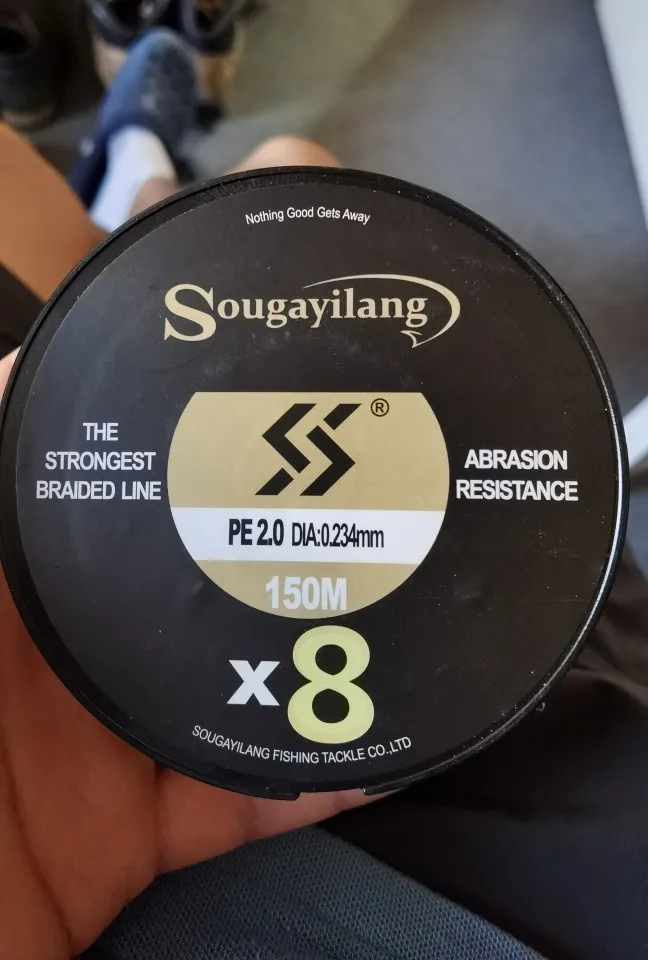 Nothing Good Gets Away
Sougayilang
®
THE
STRONGEST
BRAIDED LINE
ABRASION
RESISTANCE
PE 2.0 DIA:0.234mm
150M
x8
SOUGAYILANG FISHING TACKLE CO.,LTD